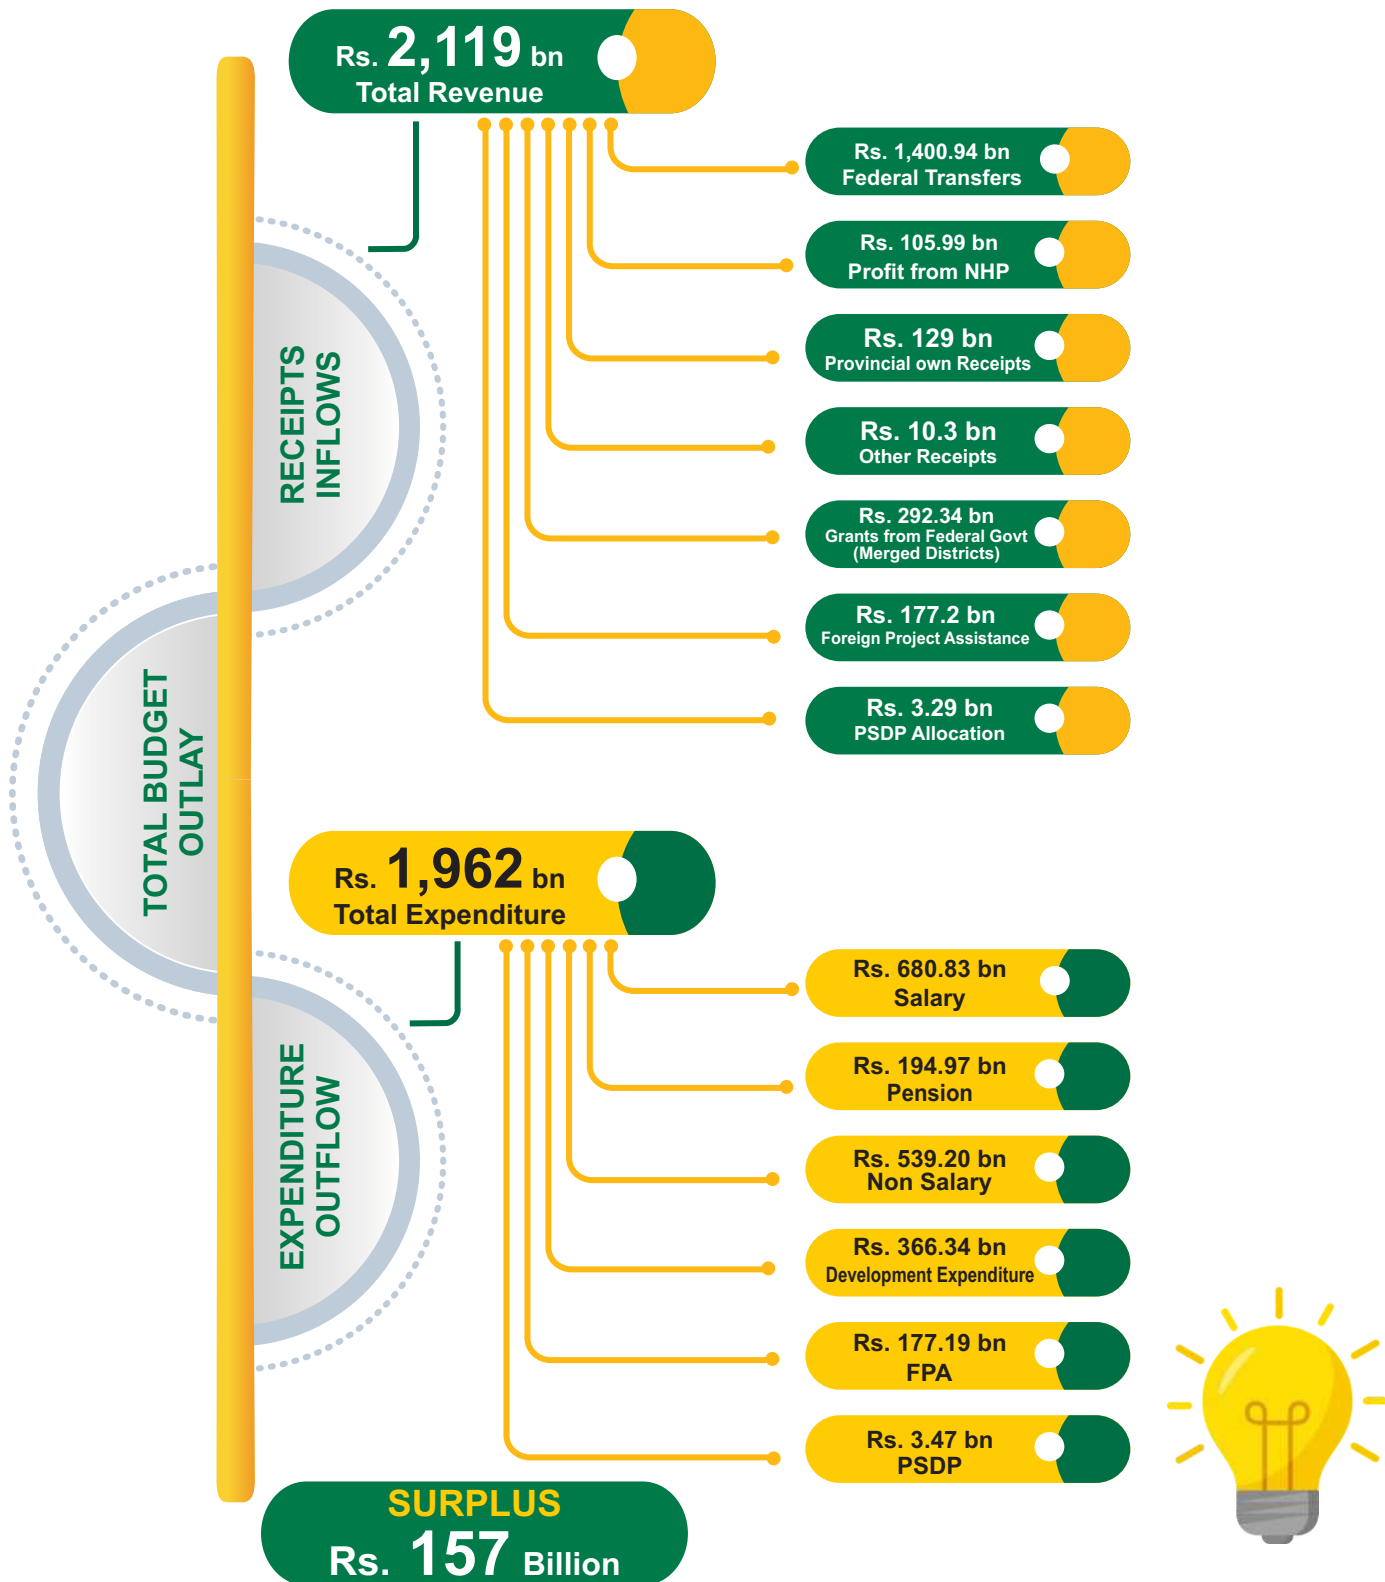 Rs. 2,119 bn
Total Revenue
Rs. 1,400.94 bn
Federal Transfers
Rs. 105.99 bn
Profit from NHP
Rs. 129 bn
Provincial own Receipts
Rs. 10.3 bn
Other Receipts
Rs. 292.34 bn
Grants from Federal Govt
(Merged Districts)
Rs. 177.2 bn
Foreign Project Assistance
Rs. 3.29 bn
PSDP Allocation
RECEIPTS
INFLOWS
TOTAL BUDGET
OUTLAY
Rs. 1,962 bn
Total Expenditure
Rs. 680.83 bn
Salary
Rs. 194.97 bn
Pension
Rs. 539.20 bn
Non Salary
Rs. 366.34 bn
Development Expenditure
Rs. 177.19 bn
FPA
Rs. 3.47 bn
PSDP
EXPENDITURE
OUTFLOW
SURPLUS
Rs. 157 Billion